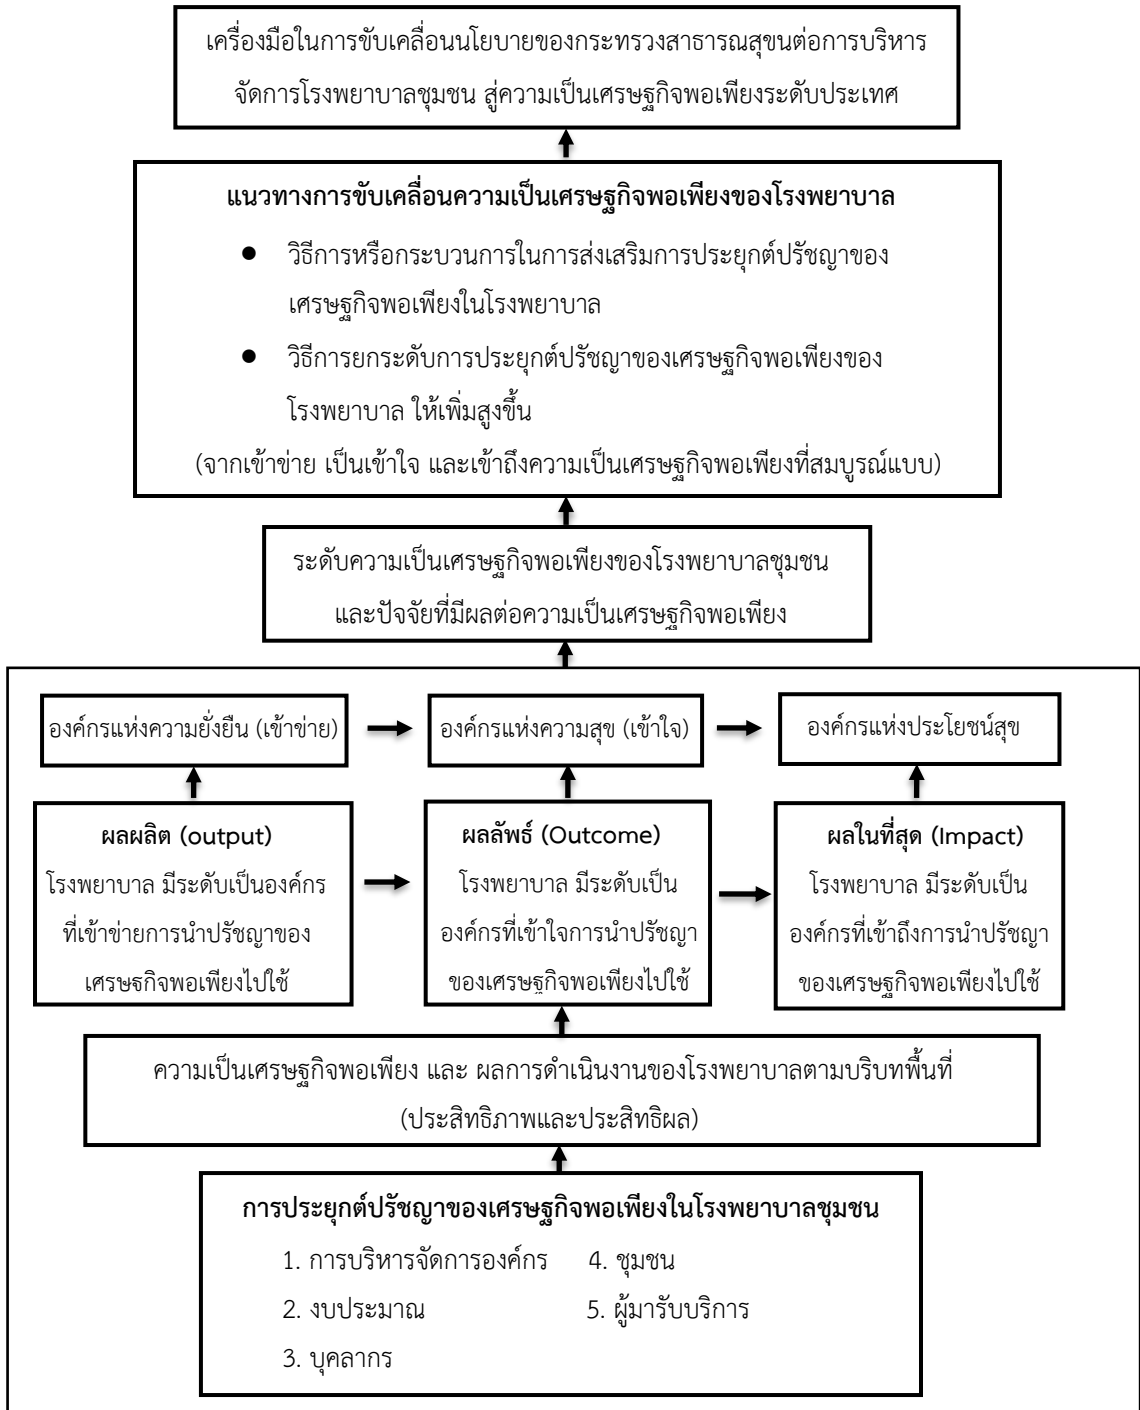 เครื่องมือในการขับเคลื่อนนโยบายของกระทรวงสาธารณสุขนต่อการบริหาร
จัดการโรงพยาบาลชุมชน สู่ความเป็นเศรษฐกิจพอเพียงระดับประเทศ
แนวทางการขับเคลื่อนความเป็นเศรษฐกิจพอเพียงของโรงพยาบาล
● วิธีการหรือกระบวนการในการส่งเสริมการประยุกต์ปรัชญาของ
เศรษฐกิจพอเพียงในโรงพยาบาล
● วิธีการยกระดับการประยุกต์ปรัชญาของเศรษฐกิจพอเพียงของ
โรงพยาบาล ให้เพิ่มสูงขึ้น
(จากเข้าข่าย เป็นเข้าใจ และเข้าถึงความเป็นเศรษฐกิจพอเพียงที่สมบูรณ์แบบ)
ระดับความเป็นเศรษฐกิจพอเพียงของโรงพยาบาลชุมชน
และปัจจัยที่มีผลต่อความเป็นเศรษฐกิจพอเพียง
องค์กรแห่งความยั่งยืน (เข้าข่าย)
องค์กรแห่งความสุข (เข้าใจ)
องค์กรแห่งประโยชน์สุข
ผลผลิต (output)
โรงพยาบาล มีระดับเป็นองค์กร
ที่เข้าข่ายการนำปรัชญาของ
เศรษฐกิจพอเพียงไปใช้
ผลลัพธ์ (Outcome)
โรงพยาบาล มีระดับเป็น
องค์กรที่เข้าใจการนำปรัชญา
ของเศรษฐกิจพอเพียงไปใช้
ผลในที่สุด (Impact)
โรงพยาบาล มีระดับเป็น
องค์กรที่เข้าถึงการนำปรัชญา
ของเศรษฐกิจพอเพียงไปใช้
ความเป็นเศรษฐกิจพอเพียง และ ผลการดำเนินงานของโรงพยาบาลตามบริบทพื้นที่
(ประสิทธิภาพและประสิทธิผล)
การประยุกต์ปรัชญาของเศรษฐกิจพอเพียงในโรงพยาบาลชุมชน
1. การบริหารจัดการองค์กร
2. งบประมาณ
3. บุคลากร
4. ชุมชน
5. ผู้มารับบริการ